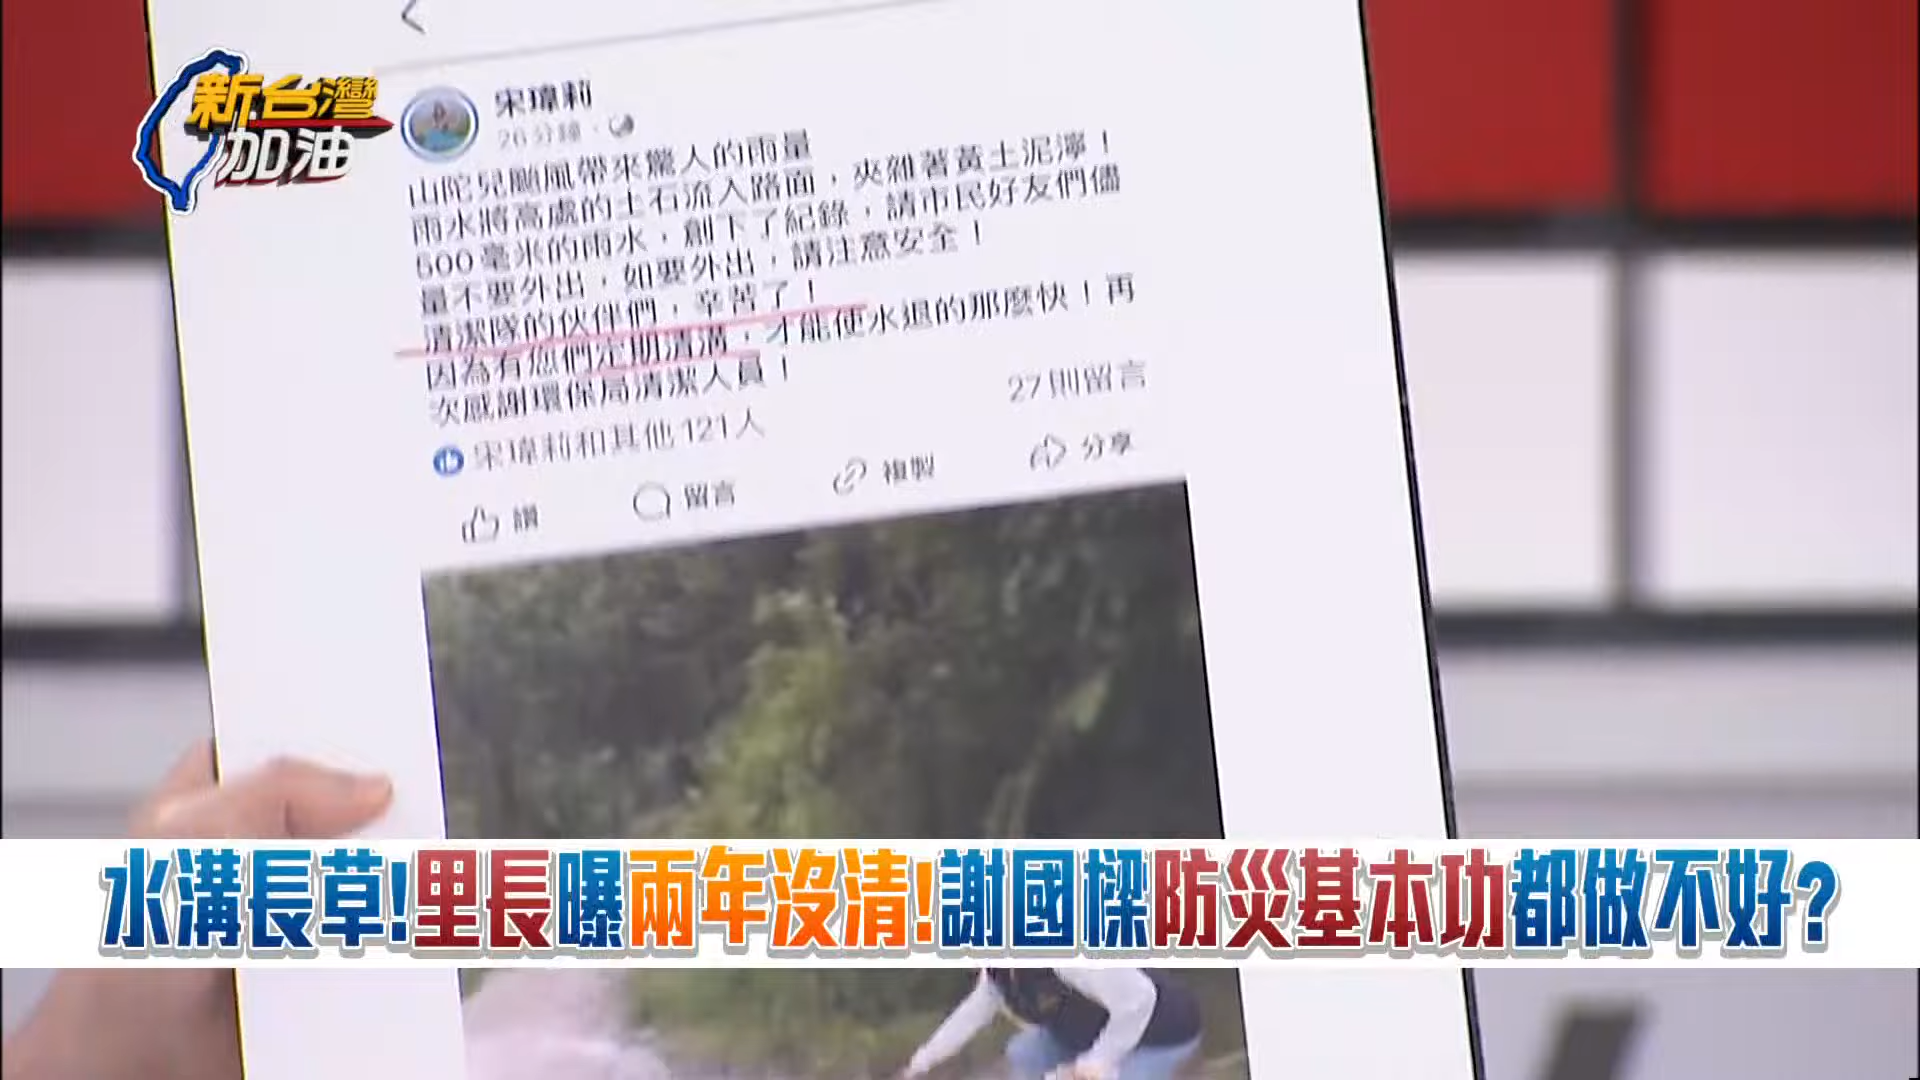 新台灣
加油
宋瑋莉
26分鐘
山陀兒颱風帶來驚人的雨量
雨水將高處的土石流入路面，夾雜著黃土泥濘！
500毫米的雨水，創下了紀錄，請市民好友們儘
量不要外出，如要外出，請注意安全！
清潔隊的伙伴們，辛苦了！
因為有您們定期清溝，才能使水退的那麼快！再
次感謝環保局清潔人員！
宋瑋莉和其他121人
27則留言
讚
留言
複製
分享
水溝長草!里長曝兩年沒清!謝國樑防災基本功都做不好?